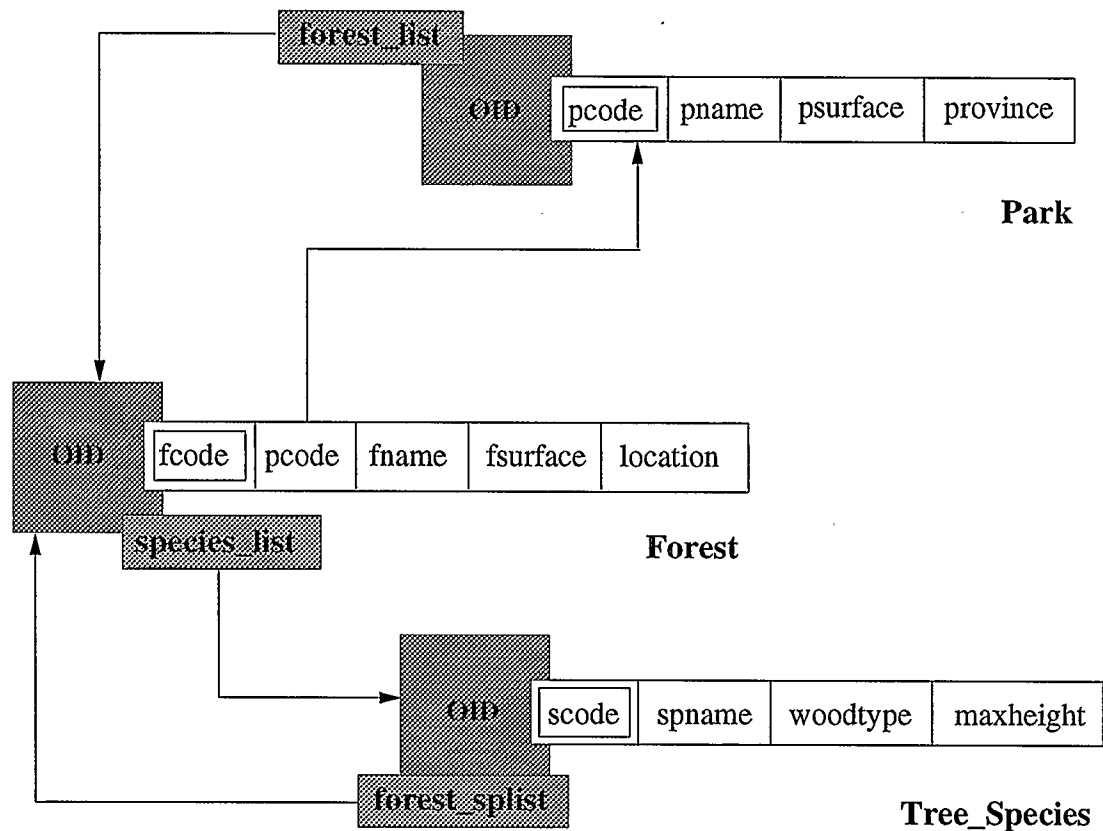 forest_list
OID
pcode pname psurface province
Park
OID
fcode pcode fname fsurface location
species_list
Forest
OID
scode spname woodtype maxheight
forest_splist
Tree_Species